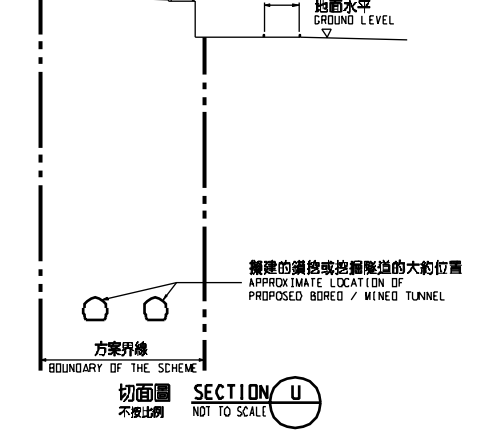 地面水平
GROUND LEVEL
擬建的鑽挖或挖掘隧道的大約位置
APPROXIMATE LOCATION OF
PROPOSED BORED / MINED TUNNEL
方案界線
BOUNDARY OF THE SCHEME
切面圖 SECTION U
不按比例 NOT TO SCALE